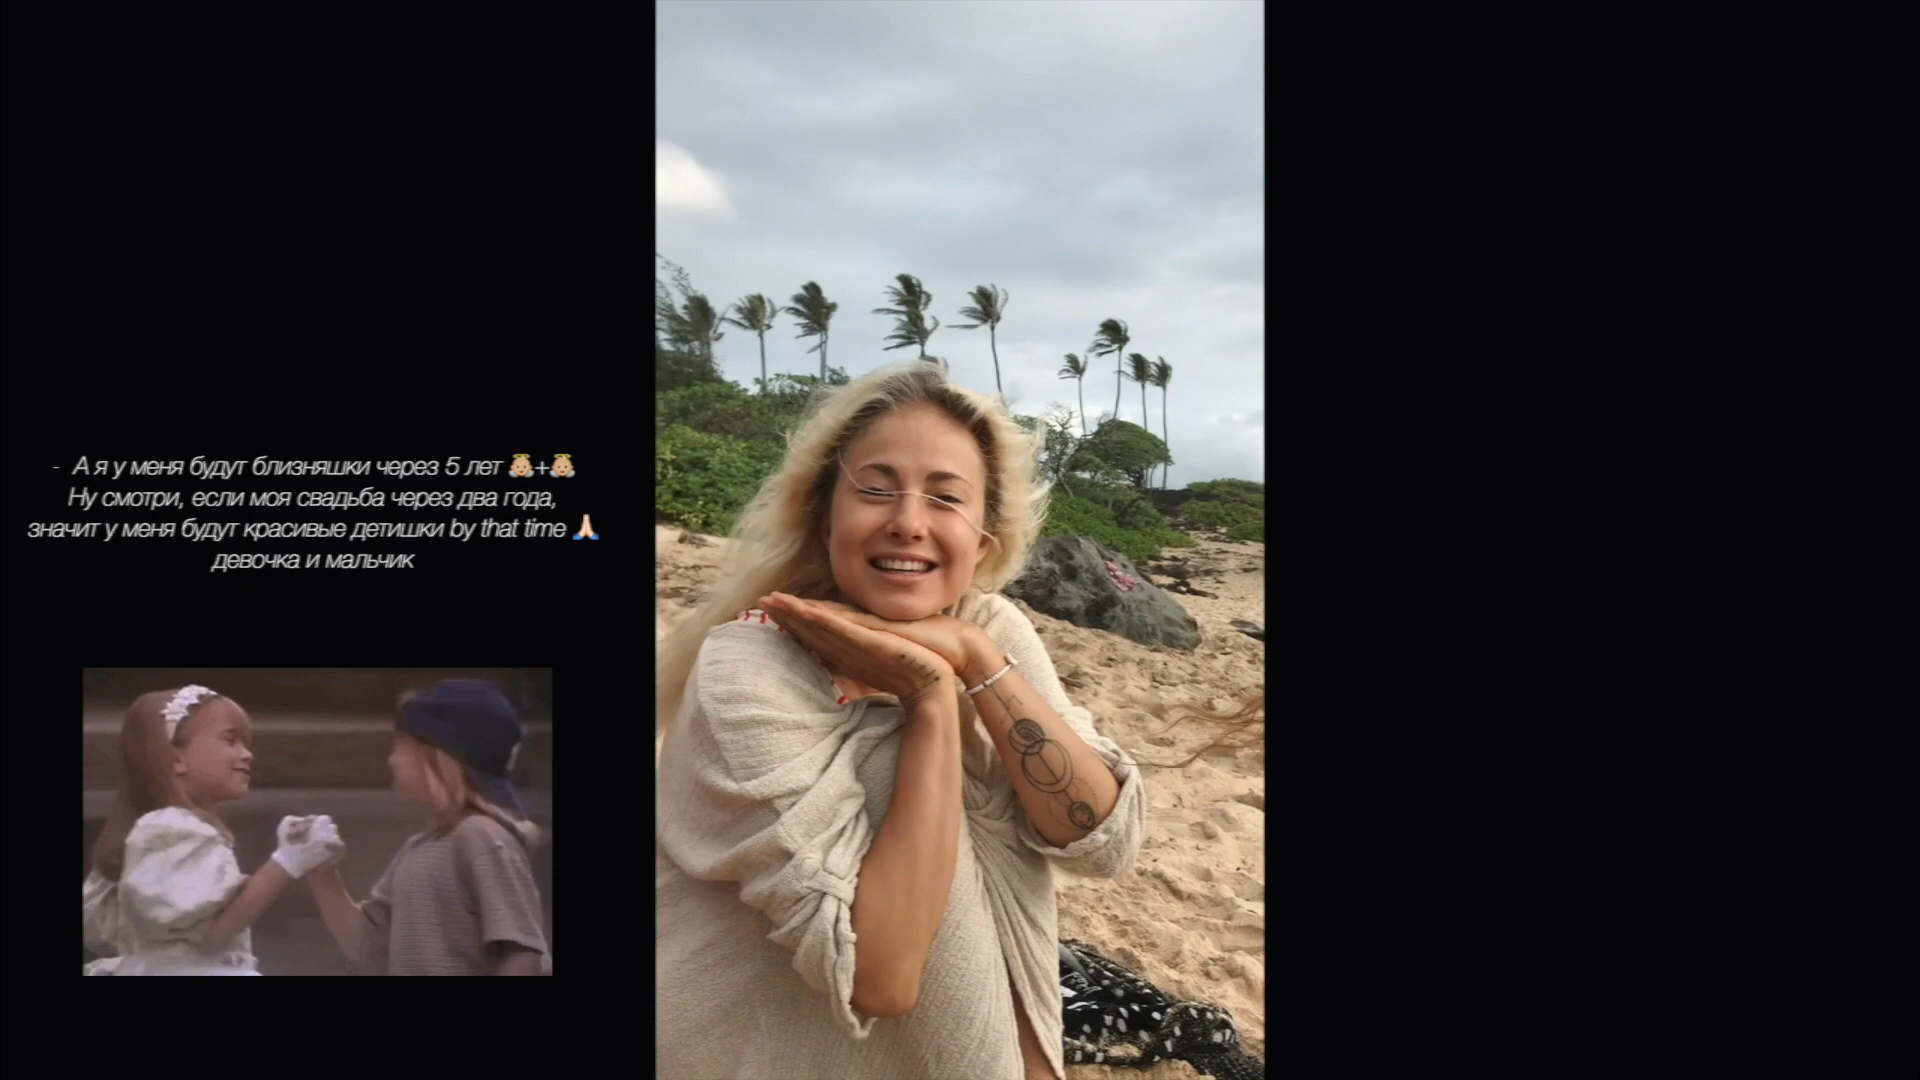 - А я у меня будут близняшки через 5 лет 👼🏼+👼🏼
Ну смотри, если моя свадьба через два года,
значит у меня будут красивые детишки by that time 🙏🏻
девочка и мальчик